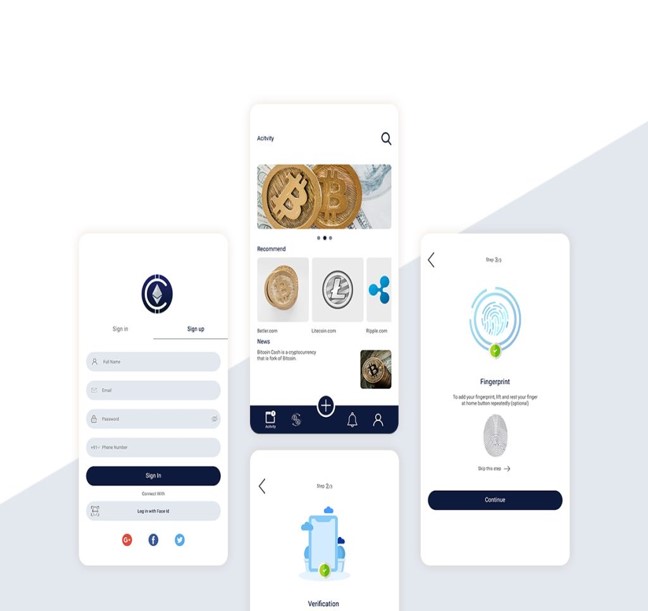 Acitvity
Recommend
Better.com
Litecoin.com
Ripple.com
News
Bitcoin Cash is a cryptocurrency
that is fork of Bitcoin.
Activity
Sign in
Sign up
Full Name
Email
Password
Phone Number
Sign In
Connect With
Log in with Face Id
G+
Step 2/3
Verification
Step 3/3
Fingerprint
To add your fingerprint, lift and rest your finger
at home button repeatedly (optional)
Skip this step
Continue